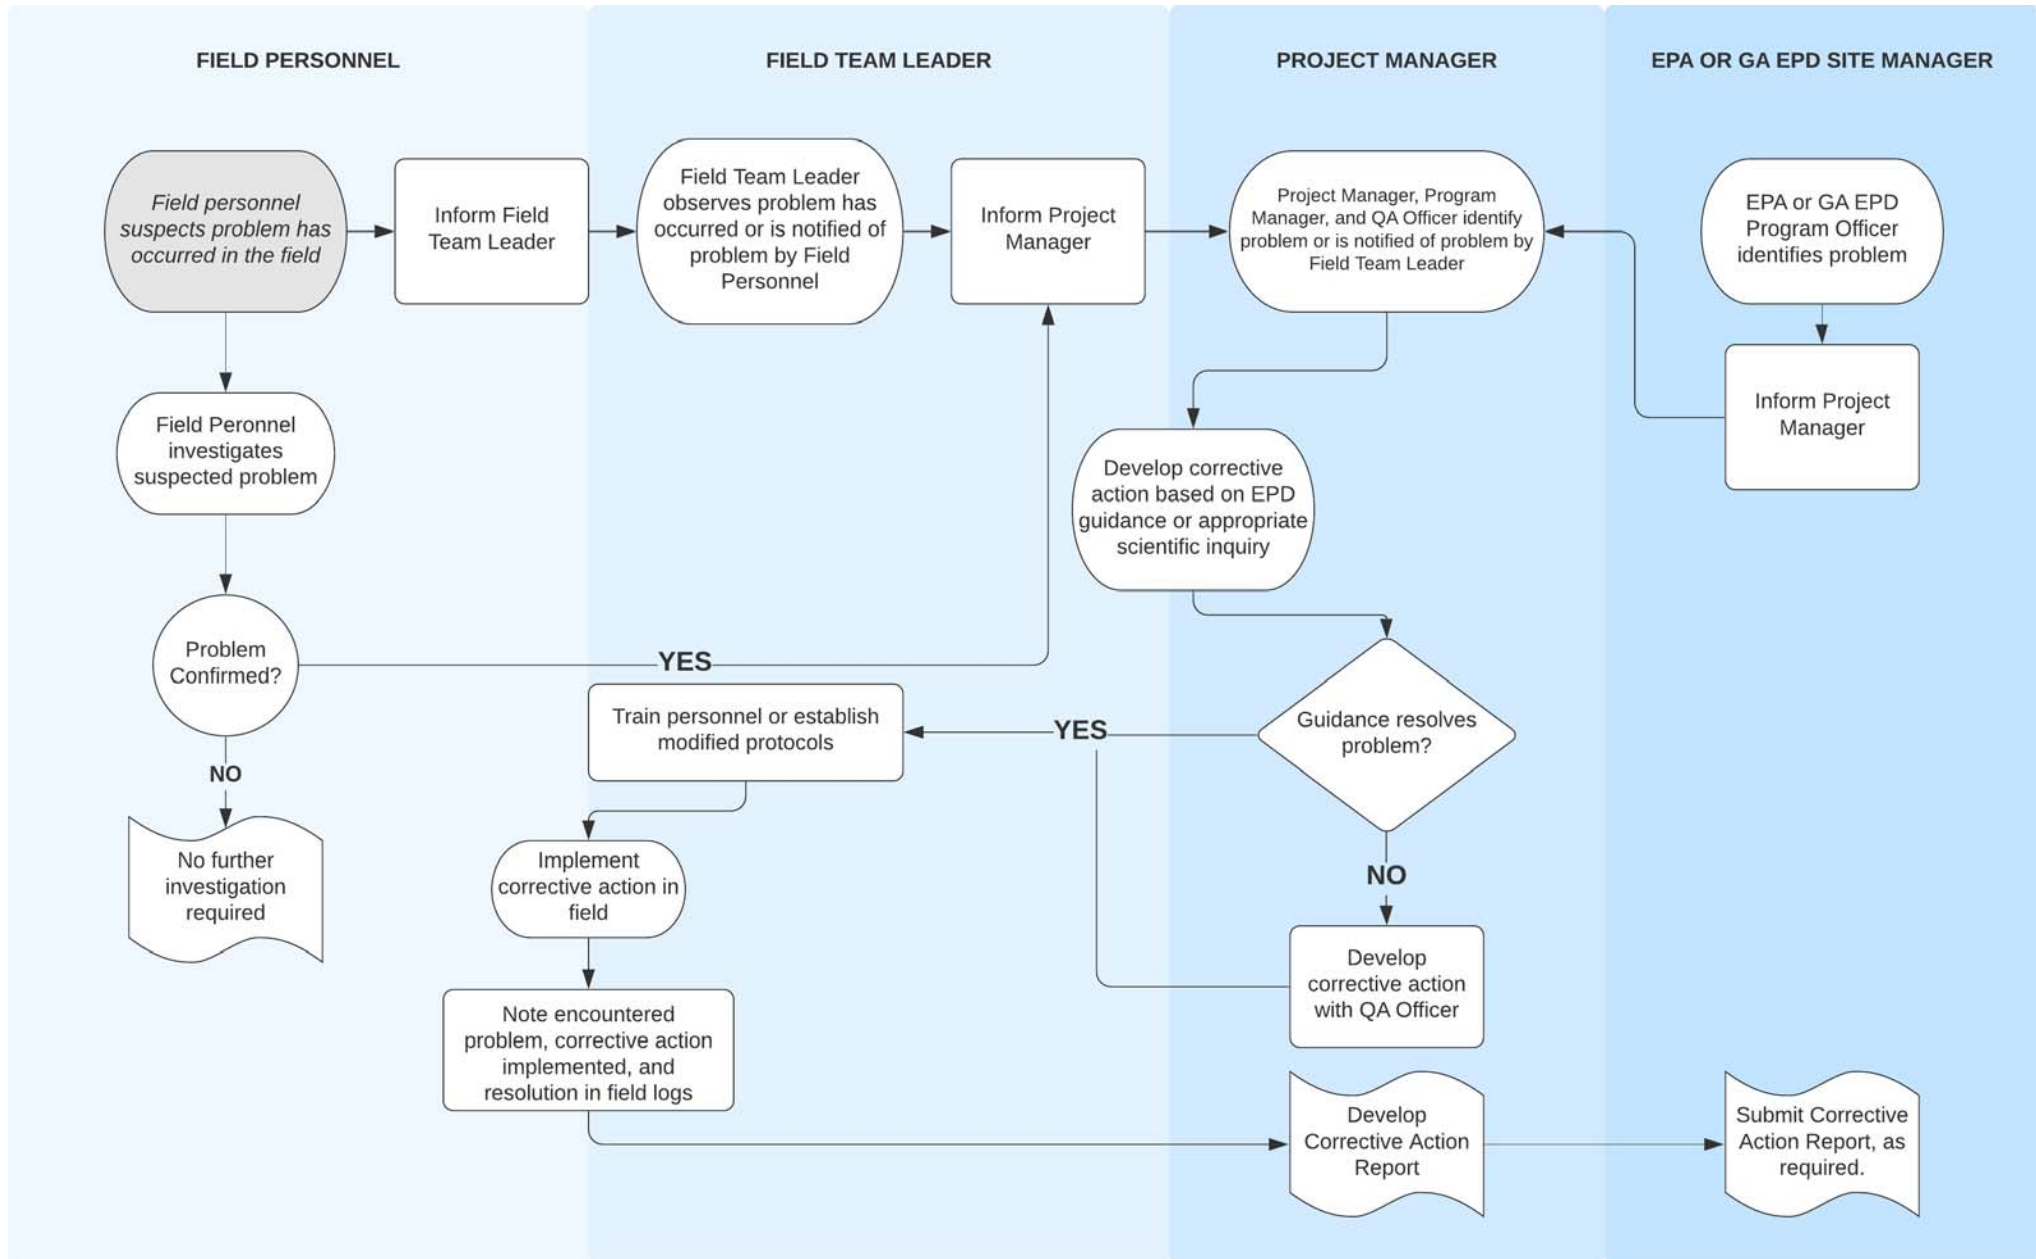 FIELD PERSONNEL
FIELD TEAM LEADER
PROJECT MANAGER
EPA OR GA EPD SITE MANAGER
Field personnel
suspects problem has
occurred in the field
Inform Field
Team Leader
Field Team Leader
observes problem has
occurred or is notified of
problem by Field
Personnel
Inform Project
Manager
Project Manager, Program
Manager, and QA Officer identify
problem or is notified of problem by
Field Team Leader
EPA or GA EPD
Program Officer
identifies problem
Inform Project
Manager
Field Peronnel
investigates
suspected problem
Develop corrective
action based on EPD
guidance or appropriate
scientific inquiry
Problem
Confirmed?
YES
Train personnel or establish
modified protocols
YES
Guidance resolves
problem?
NO
No further
investigation
required
Implement
corrective action in
field
NO
Develop
corrective action
with QA Officer
Note encountered
problem, corrective action
implemented, and
resolution in field logs
Develop
Corrective Action
Report
Submit Corrective
Action Report, as
required.